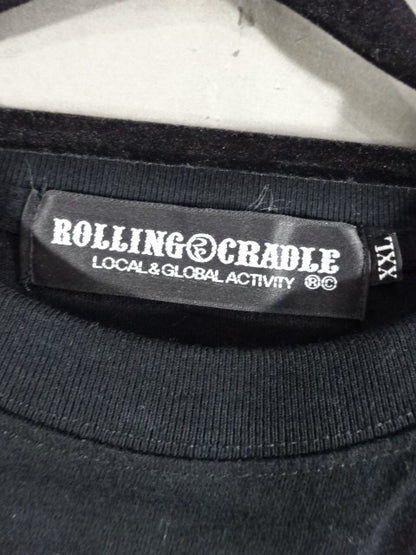 ROLLING CRADLE
LOCAL & GLOBAL ACTIVITY ®©
XXL